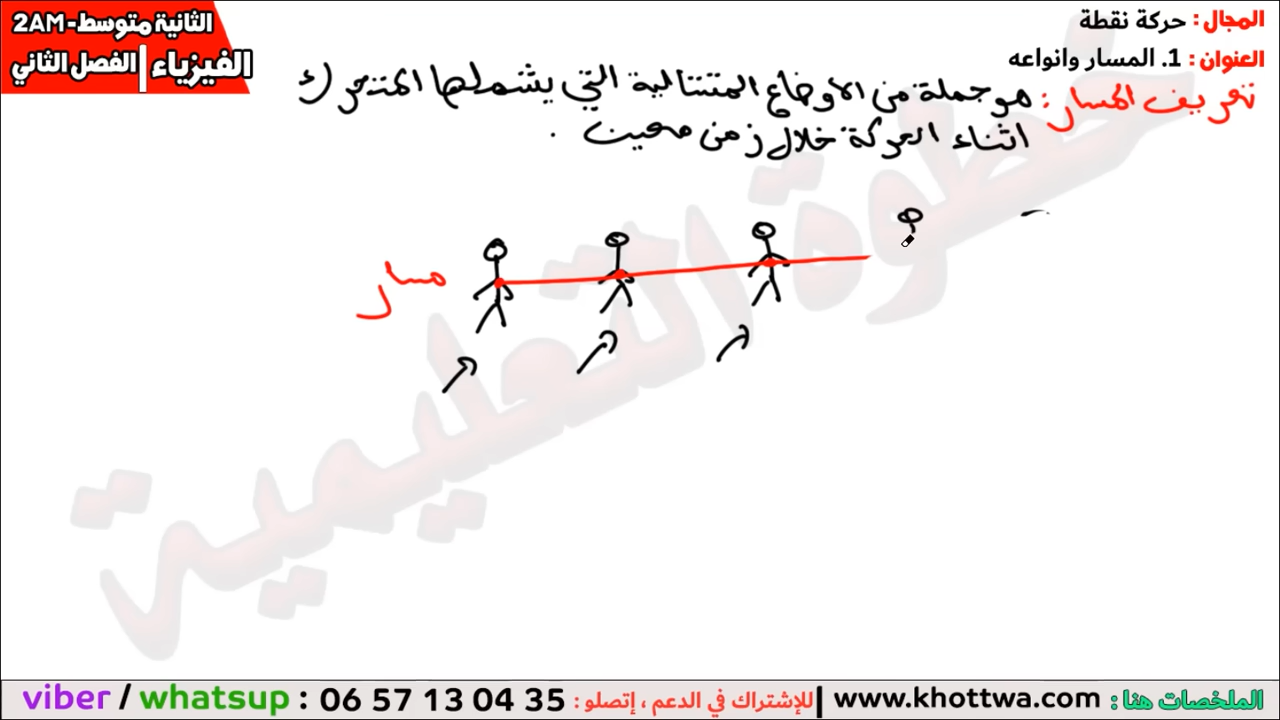 المجال : حركة نقطة
العنوان : 1. المسار وانواعه
الثانية متوسط-2AM
الفيزياء | الفصل الثاني
تعريف المسار : هو جملة من الأوضاع المتتالية التي يشملها المتحرك
اثناء الحركة خلال زمن معين .
مسار
خطوة التعليمية
الملخصات هنا : www.khottwa.com | للإشتراك في الدعم ، إتصلو : viber / whatsup : 06 57 13 04 35